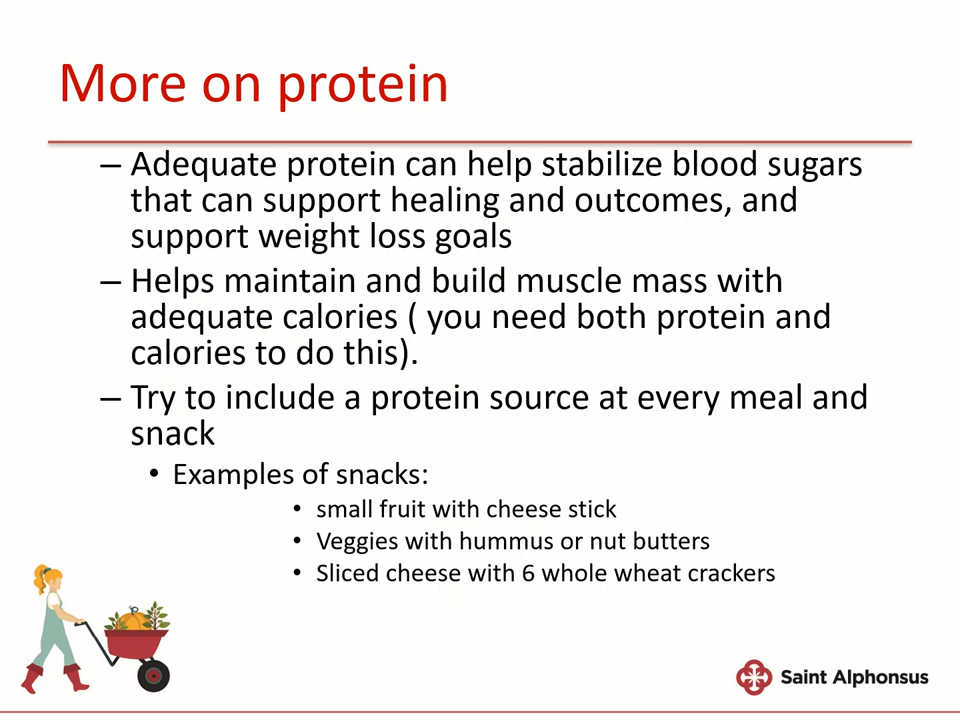 More on protein
– Adequate protein can help stabilize blood sugars
that can support healing and outcomes, and
support weight loss goals
– Helps maintain and build muscle mass with
adequate calories ( you need both protein and
calories to do this).
– Try to include a protein source at every meal and
snack
• Examples of snacks:
• small fruit with cheese stick
• Veggies with hummus or nut butters
• Sliced cheese with 6 whole wheat crackers
Saint Alphonsus